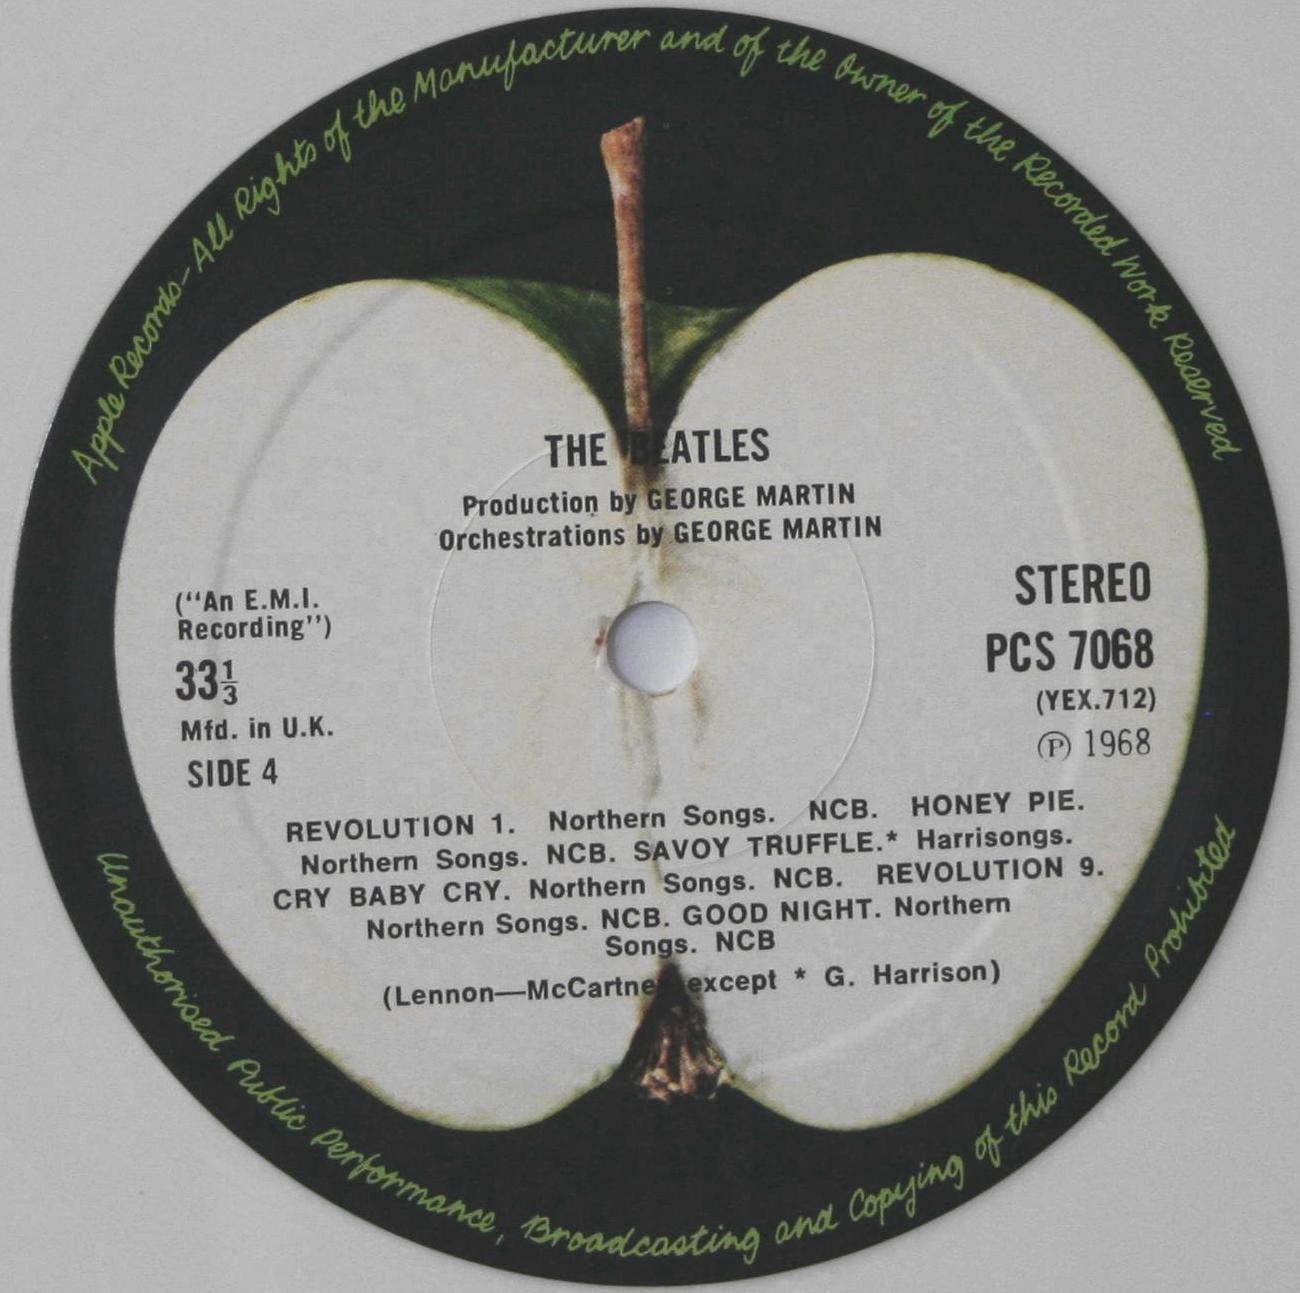 Apple Records-All Rights of the Manufacturer and of the Owner of the Recorded Work Reserved
THE BEATLES
Production by GEORGE MARTIN
Orchestrations by GEORGE MARTIN
(“An E.M.I.
Recording”)
33⅓
Mfd. in U.K.
SIDE 4
STEREO
PCS 7068
(YEX.712)
℗ 1968
REVOLUTION 1. Northern Songs. NCB. HONEY PIE.
Northern Songs. NCB. SAVOY TRUFFLE.* Harrisongs.
CRY BABY CRY. Northern Songs. NCB. REVOLUTION 9.
Northern Songs. NCB. GOOD NIGHT. Northern
Songs. NCB
(Lennon—McCartney except * G. Harrison)
Unauthorised Public Performance, Broadcasting and Copying of this Record Prohibited